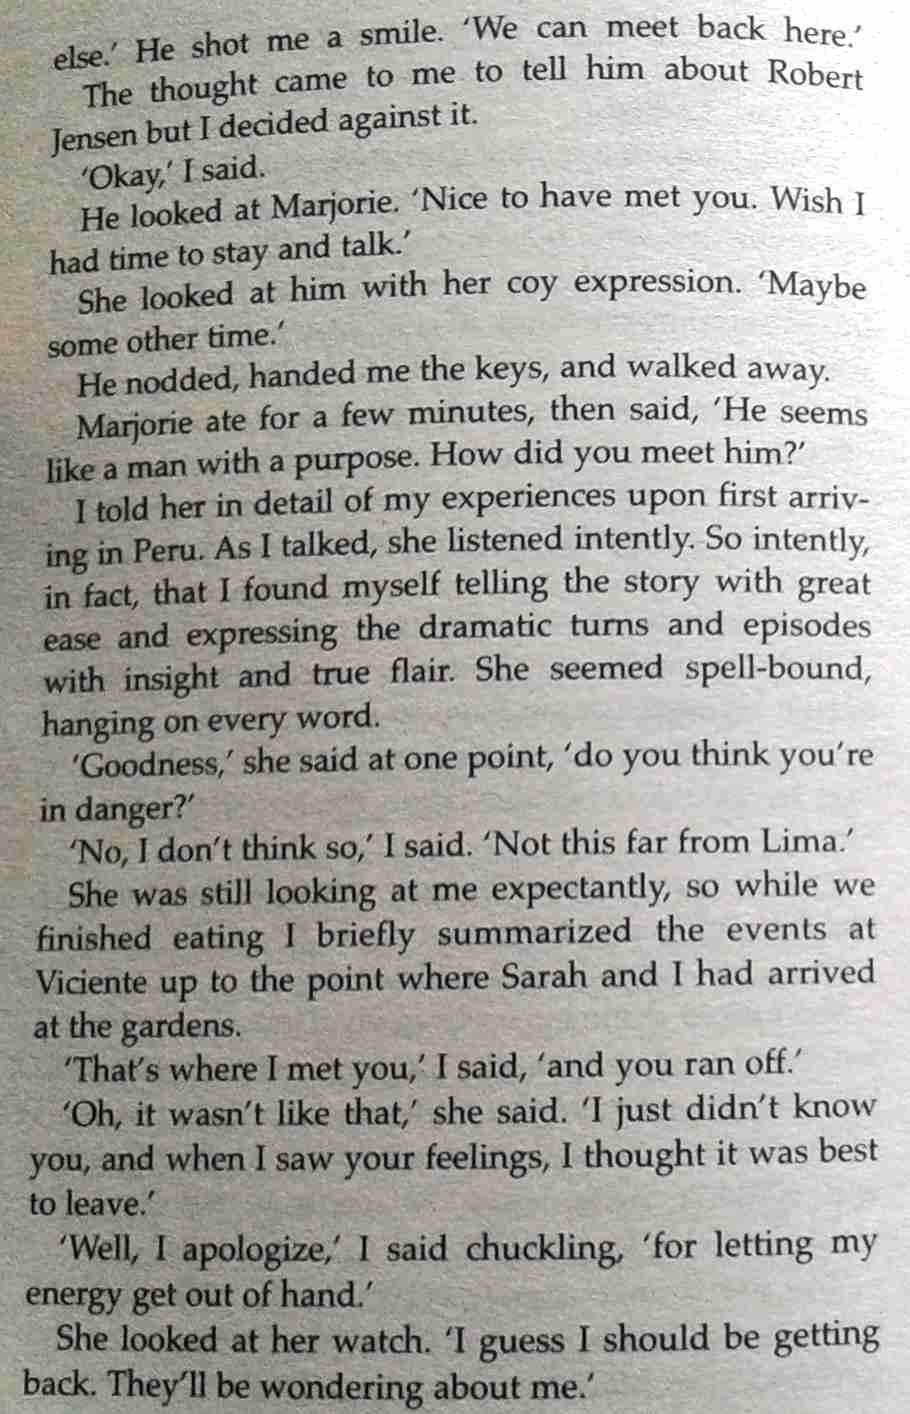 else.’ He shot me a smile. ‘We can meet back here.’
The thought came to me to tell him about Robert
Jensen but I decided against it.
‘Okay,’ I said.
He looked at Marjorie. ‘Nice to have met you. Wish I
had time to stay and talk.’
She looked at him with her coy expression. ‘Maybe
some other time.’
He nodded, handed me the keys, and walked away.
Marjorie ate for a few minutes, then said, ‘He seems
like a man with a purpose. How did you meet him?’
I told her in detail of my experiences upon first arriv-
ing in Peru. As I talked, she listened intently. So intently,
in fact, that I found myself telling the story with great
ease and expressing the dramatic turns and episodes
with insight and true flair. She seemed spell-bound,
hanging on every word.
‘Goodness,’ she said at one point, ‘do you think you’re
in danger?’
‘No, I don’t think so,’ I said. ‘Not this far from Lima.’
She was still looking at me expectantly, so while we
finished eating I briefly summarized the events at
Viciente up to the point where Sarah and I had arrived
at the gardens.
‘That’s where I met you,’ I said, ‘and you ran off.’
‘Oh, it wasn’t like that,’ she said. ‘I just didn’t know
you, and when I saw your feelings, I thought it was best
to leave.’
‘Well, I apologize,’ I said chuckling, ‘for letting my
energy get out of hand.’
She looked at her watch. ‘I guess I should be getting
back. They’ll be wondering about me.’